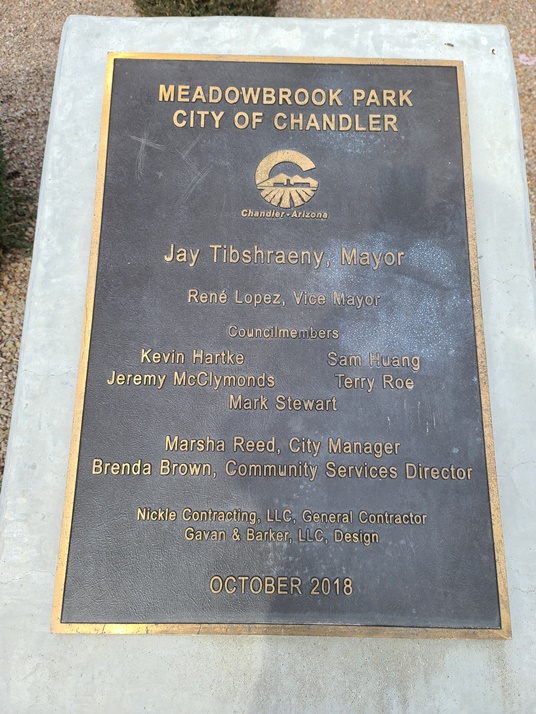 MEADOWBROOK PARK
CITY OF CHANDLER
Chandler - Arizona
Jay Tibshraeny, Mayor
René Lopez, Vice Mayor
Councilmembers
Kevin Hartke Sam Huang
Jeremy McClymonds Terry Roe
Mark Stewart
Marsha Reed, City Manager
Brenda Brown, Community Services Director
Nickle Contracting, LLC, General Contractor
Gavan & Barker, LLC, Design
OCTOBER 2018